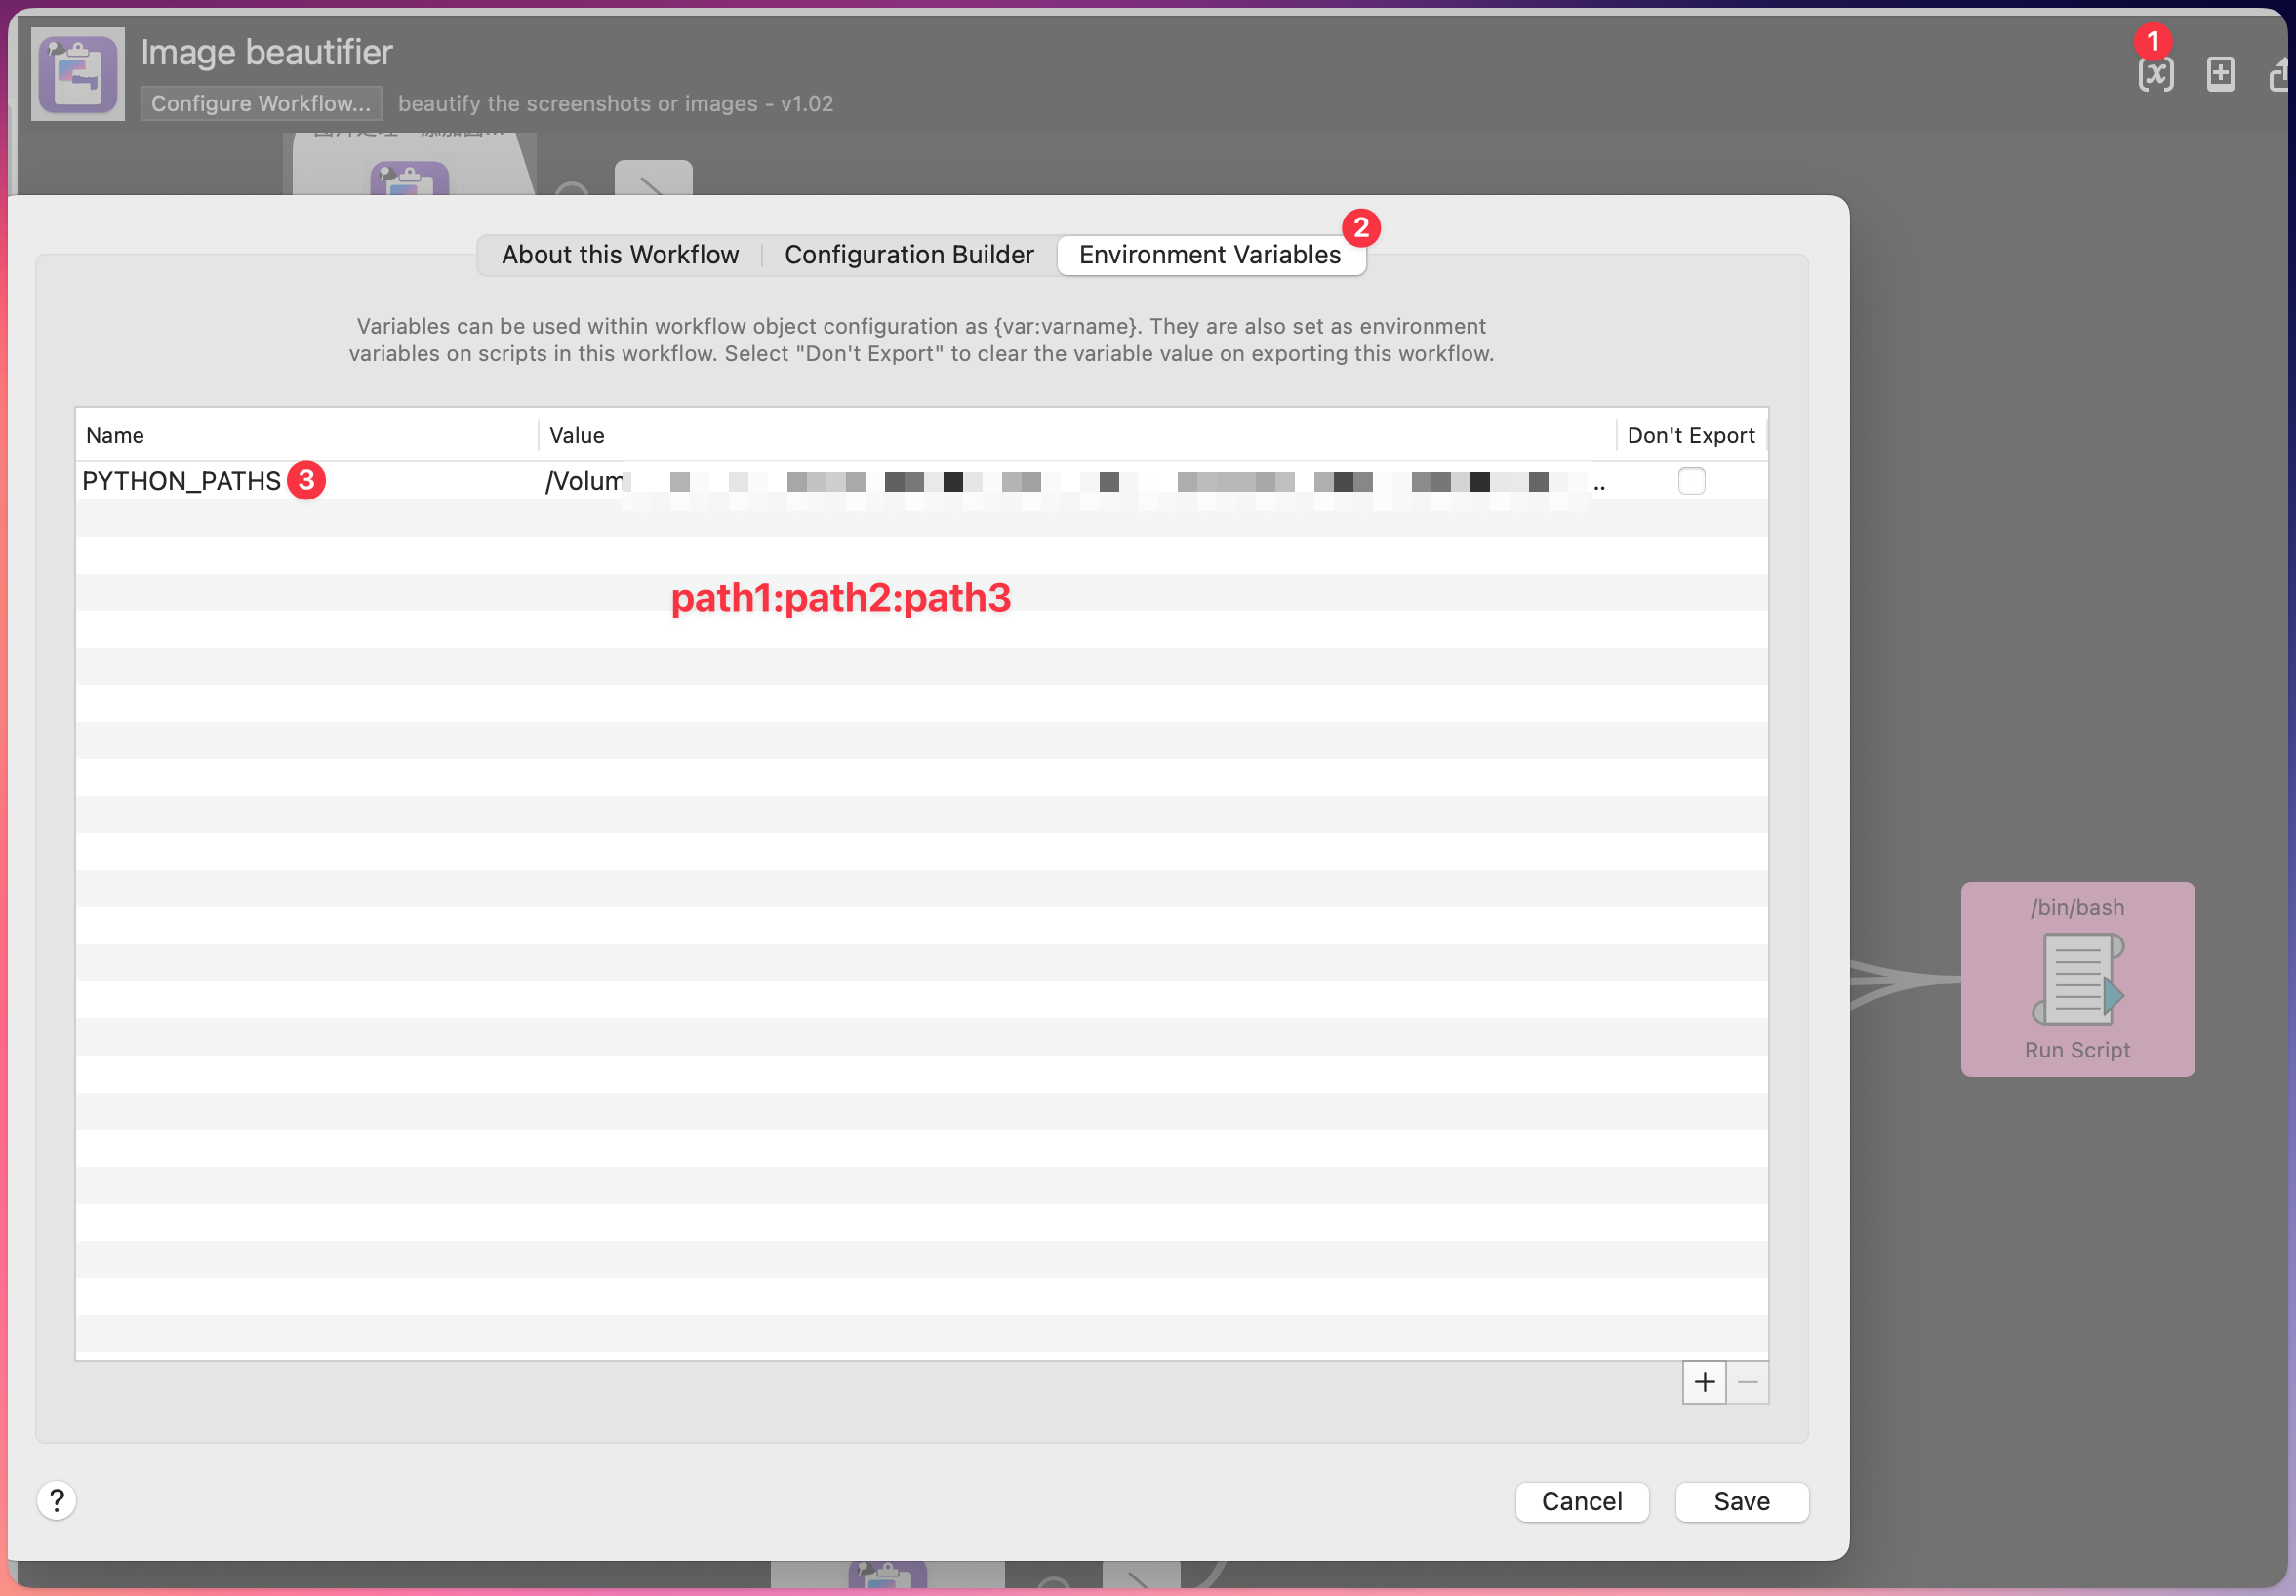 Image beautifier
1
Configure Workflow...
beautify the screenshots or images - v1.02
2
About this Workflow
Configuration Builder
Environment Variables
Variables can be used within workflow object configuration as {var:varname}. They are also set as environment
variables on scripts in this workflow. Select "Don't Export" to clear the variable value on exporting this workflow.
Name
Value
Don't Export
PYTHON_PATHS
3
/Volum
..
path1:path2:path3
/bin/bash
Run Script
+
−
?
Cancel
Save